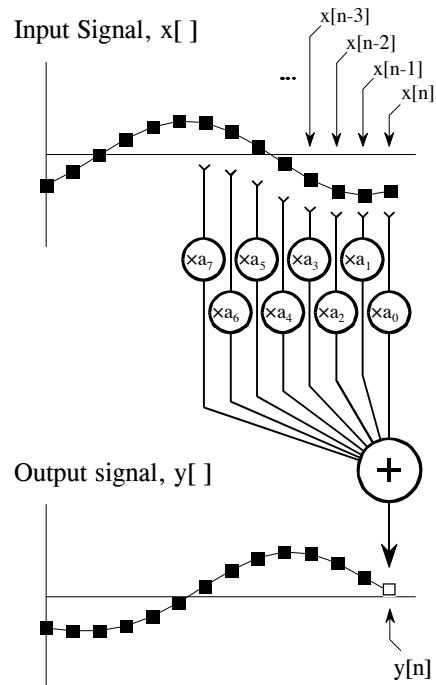 Input Signal, x[ ]
x[n-3]
x[n-2]
x[n-1]
x[n]
...
×a₇
×a₅
×a₃
×a₁
×a₆
×a₄
×a₂
×a₀
+
Output signal, y[ ]
y[n]